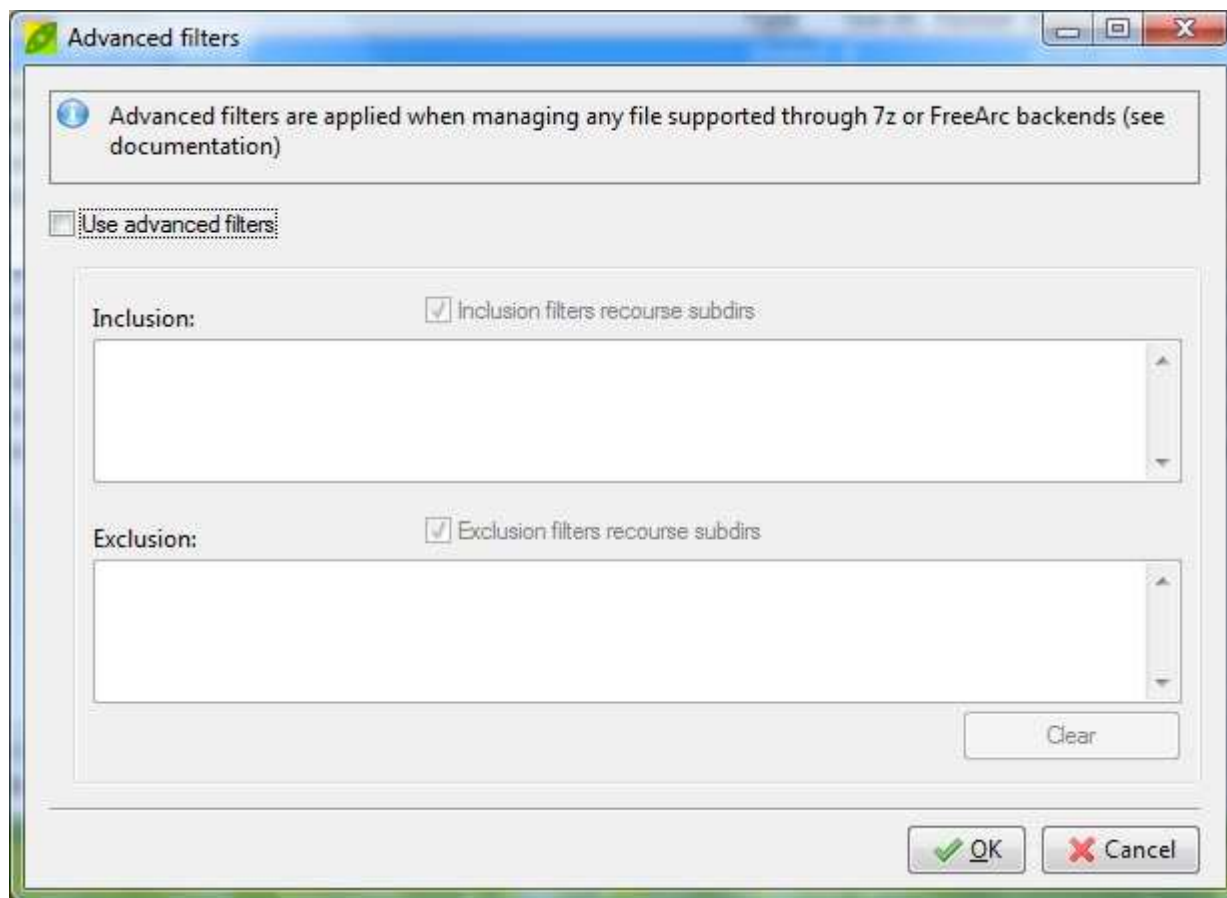 Advanced filters
Advanced filters are applied when managing any file supported through 7z or FreeArc backends (see
documentation)
Use advanced filters
Inclusion:
Inclusion filters recourse subdirs
Exclusion:
Exclusion filters recourse subdirs
Clear
OK
Cancel